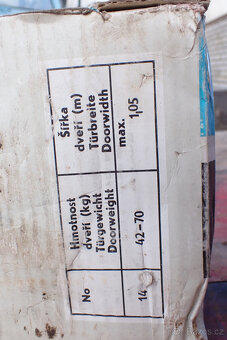 No
Hmotnost
dveří (kg)
Türgewicht
Doorweight
Šířka
dveří (m)
Türbreite
Doorwidth
14
42–70
max. 1,05